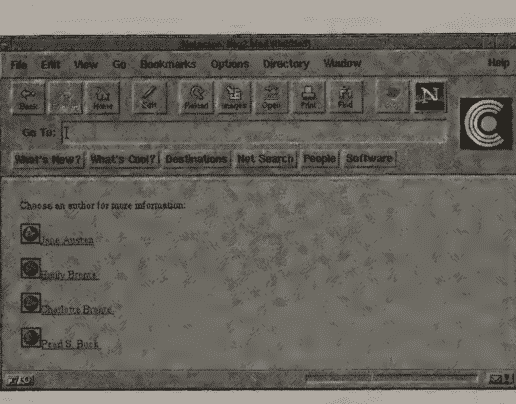 File Edit View Go Bookmarks Options Directory Window Help
Back Home Edit Reload Images Open Print Find N
Go To:
What's New? What's Cool? Destinations Net Search People Software
Choose an author for more information:
Jane Austen
Emily Bronte
Charlotte Bronte
Pearl S. Buck